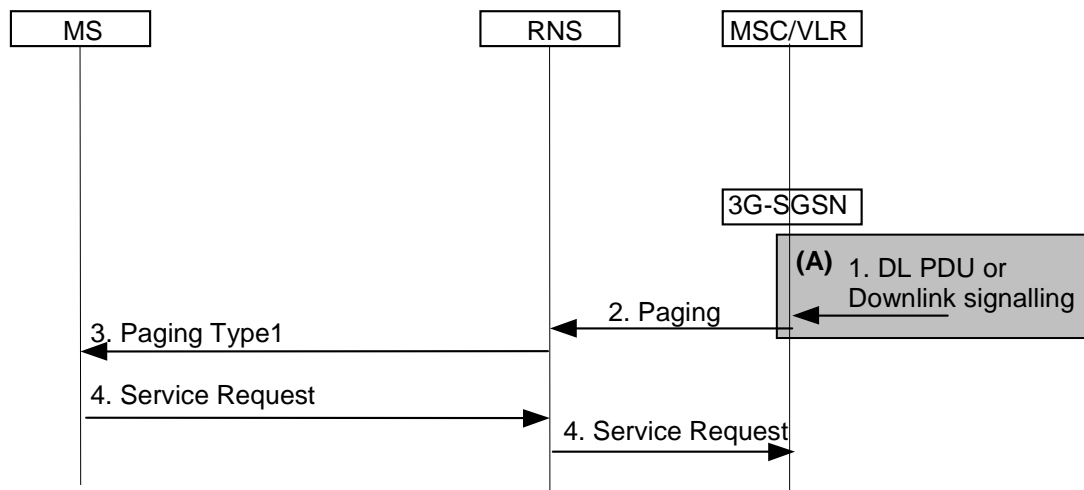 MS
RNS
MSC/VLR
3G-SGSN
(A) 1. DL PDU or
Downlink signalling
2. Paging
3. Paging Type1
4. Service Request
4. Service Request